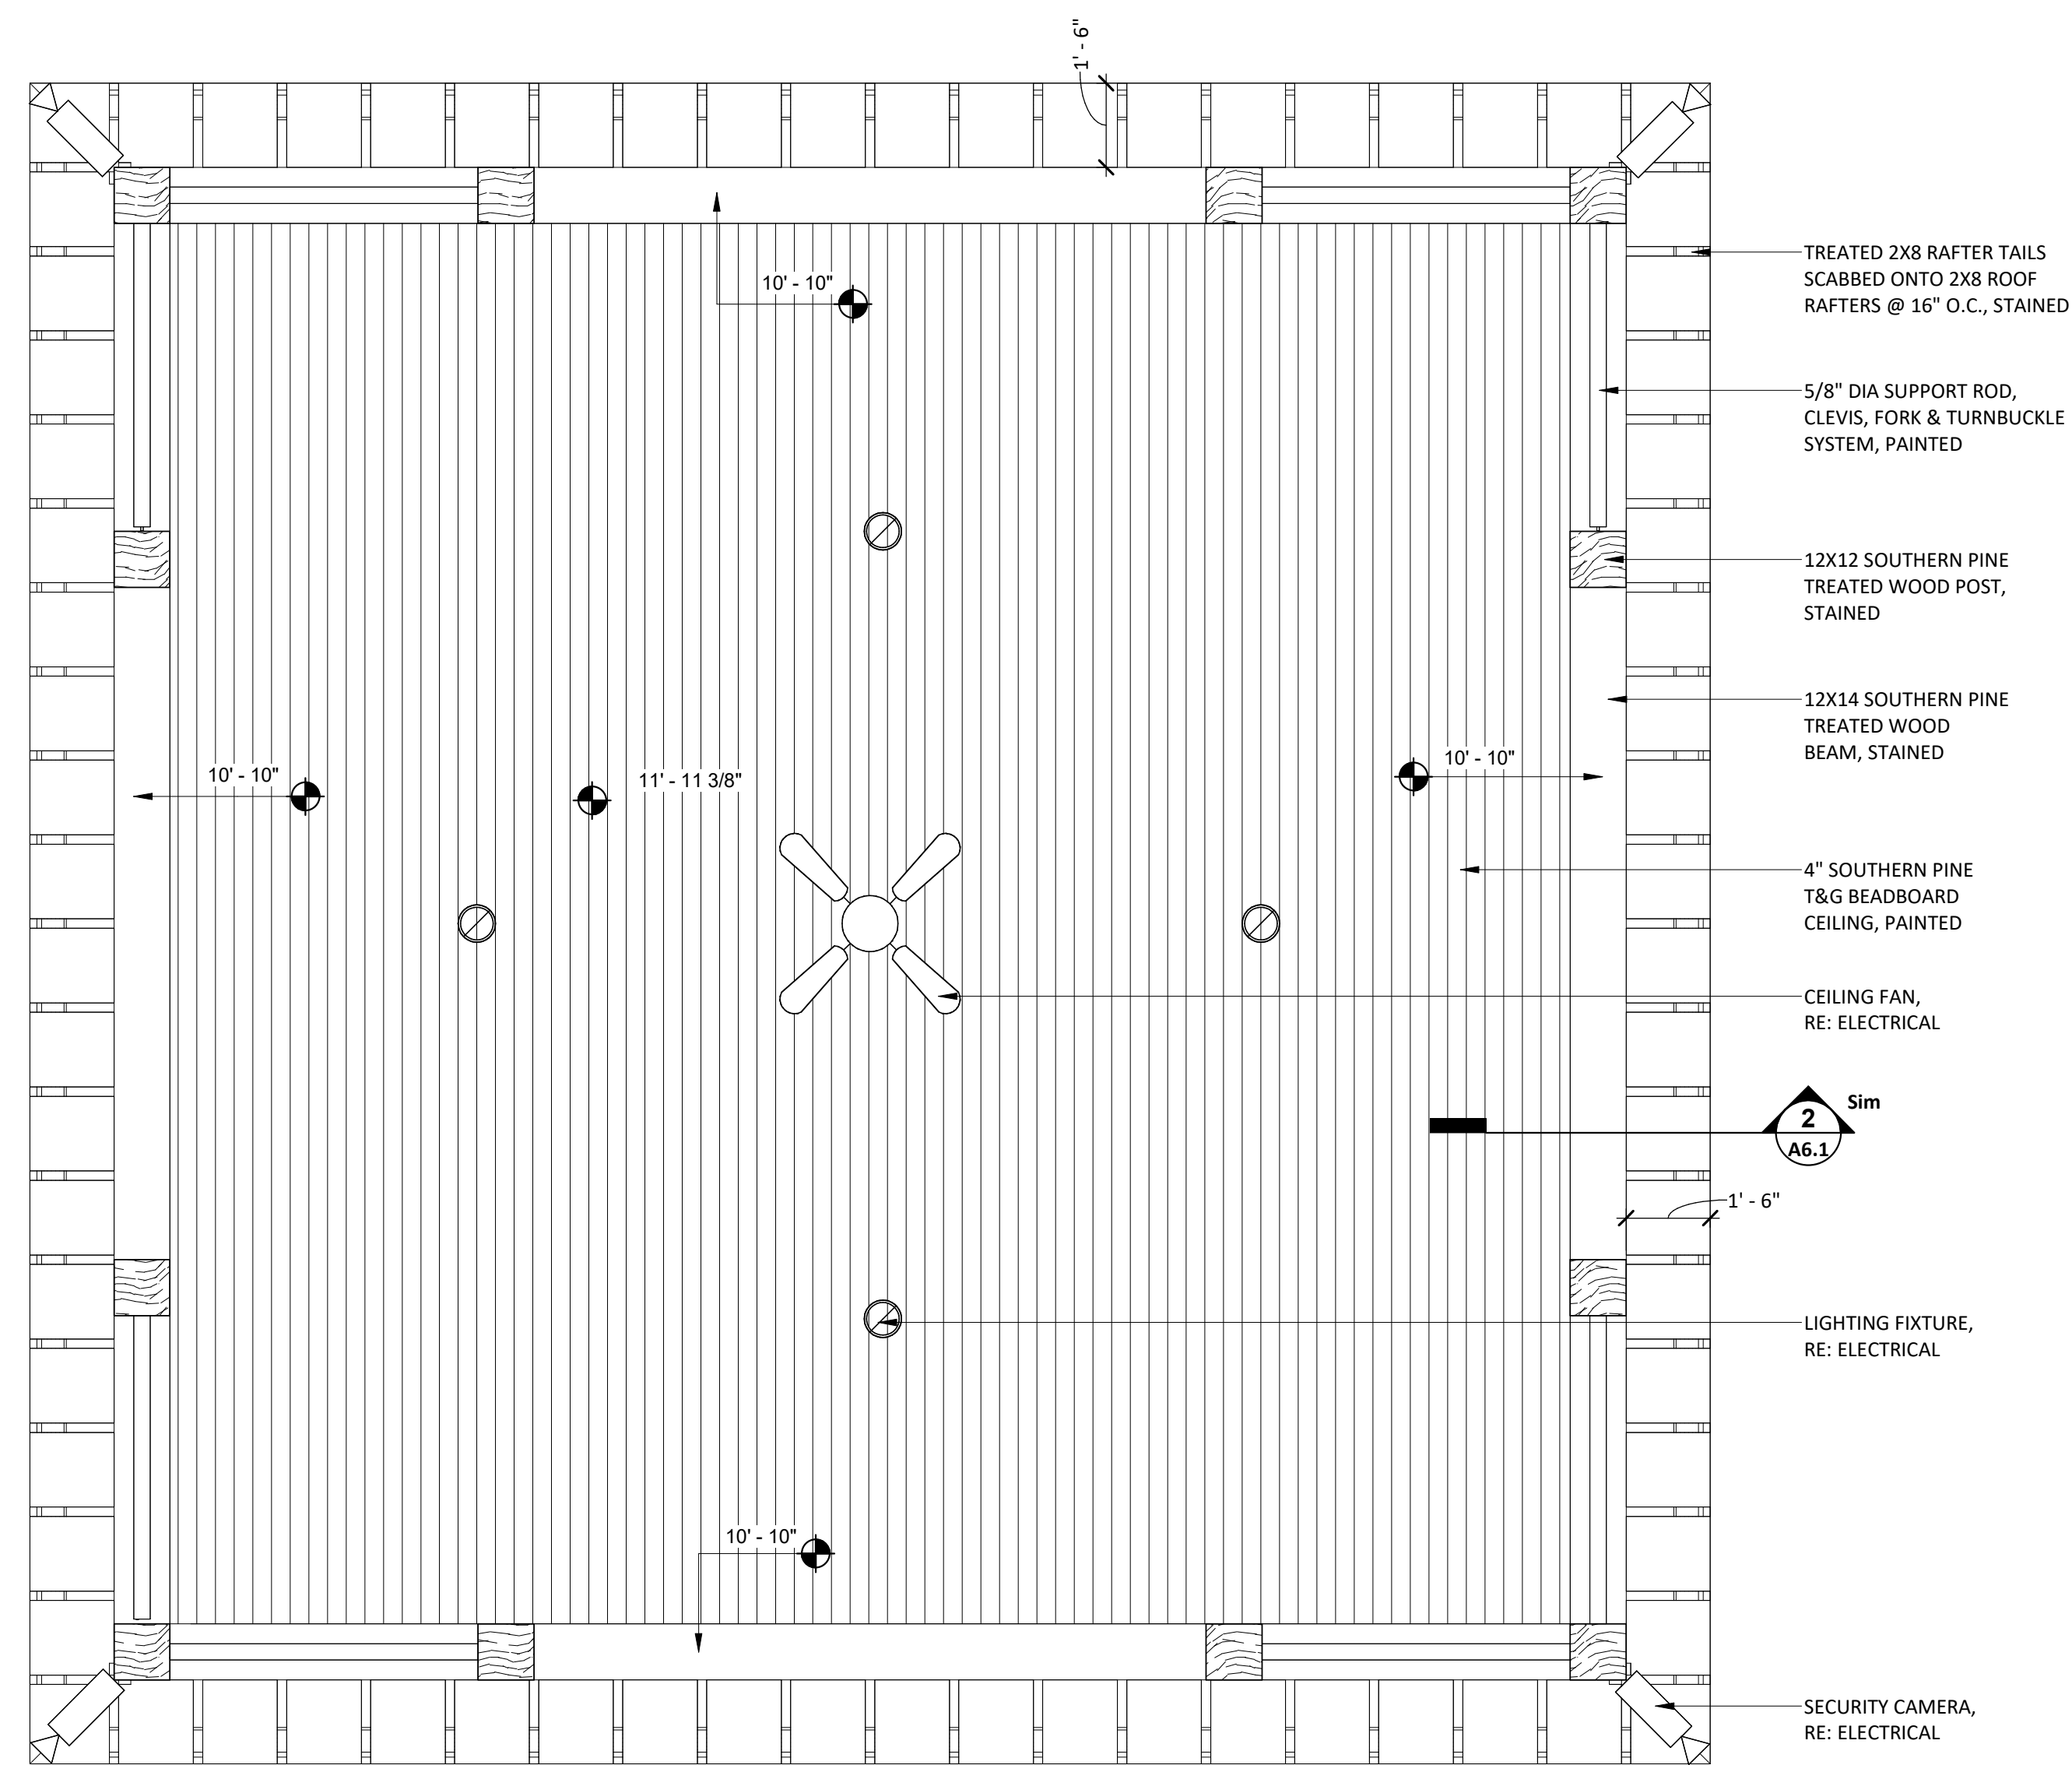 1' - 6"
TREATED 2X8 RAFTER TAILS
SCABBED ONTO 2X8 ROOF
RAFTERS @ 16" O.C., STAINED
10' - 10"
5/8" DIA SUPPORT ROD,
CLEVIS, FORK & TURNBUCKLE
SYSTEM, PAINTED
12X12 SOUTHERN PINE
TREATED WOOD POST,
STAINED
12X14 SOUTHERN PINE
TREATED WOOD
BEAM, STAINED
10' - 10"
11' - 11 3/8"
10' - 10"
4" SOUTHERN PINE
T&G BEADBOARD
CEILING, PAINTED
CEILING FAN,
RE: ELECTRICAL
Sim
2
A6.1
1' - 6"
LIGHTING FIXTURE,
RE: ELECTRICAL
10' - 10"
SECURITY CAMERA,
RE: ELECTRICAL